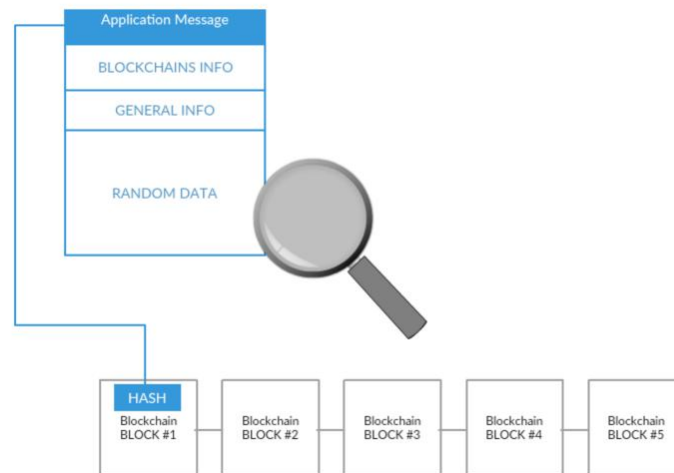 Application Message
BLOCKCHAINS INFO
GENERAL INFO
RANDOM DATA
HASH
Blockchain
BLOCK #1
Blockchain
BLOCK #2
Blockchain
BLOCK #3
Blockchain
BLOCK #4
Blockchain
BLOCK #5